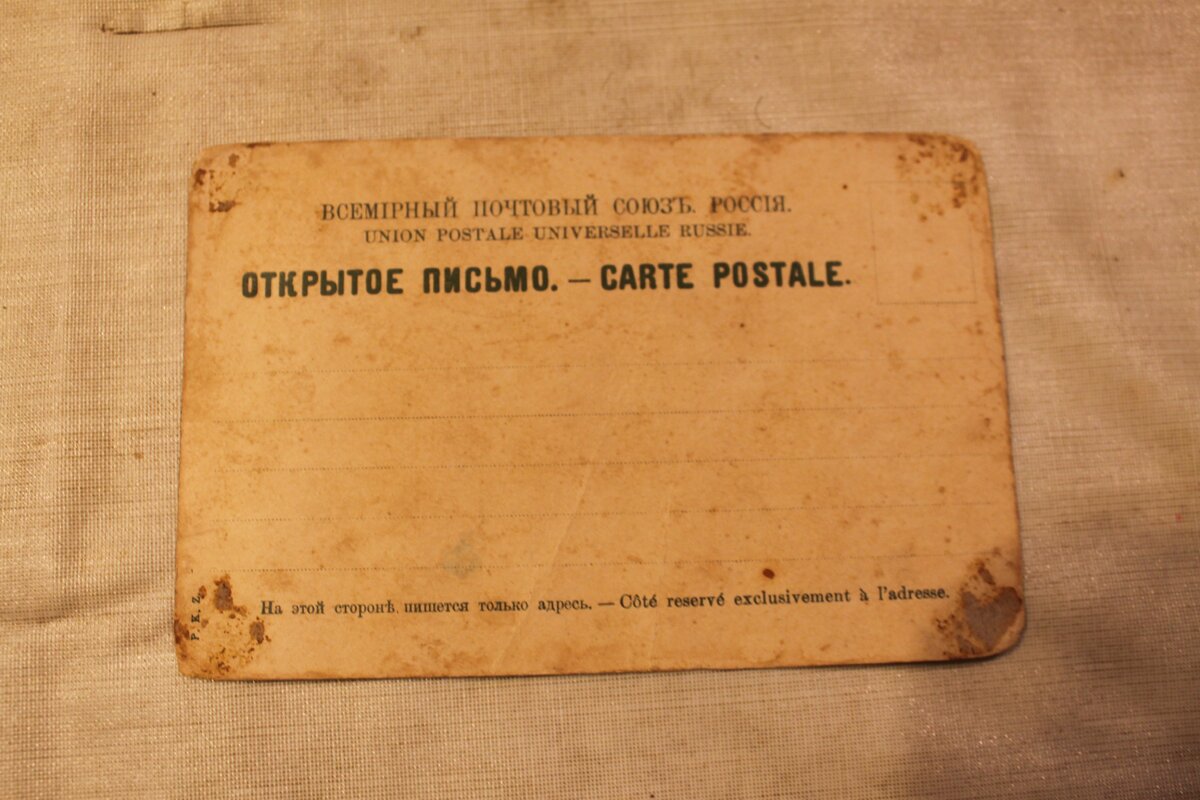 ВСЕМІРНЫЙ ПОЧТОВЫЙ СОЮЗЪ. РОССІЯ.
UNION POSTALE UNIVERSELLE RUSSIE.
ОТКРЫТОЕ ПИСЬМО. — CARTE POSTALE.
На этой сторонѣ пишется только адресь. — Côté reservé exclusivement à l'adresse.
P. K. Z.